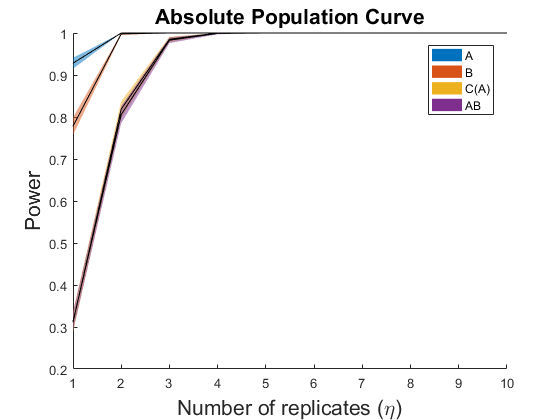 Absolute Population Curve
1
0.9
0.8
0.7
0.6
0.5
0.4
0.3
0.2
Power
A
B
C(A)
AB
1 2 3 4 5 6 7 8 9 10
Number of replicates (η)